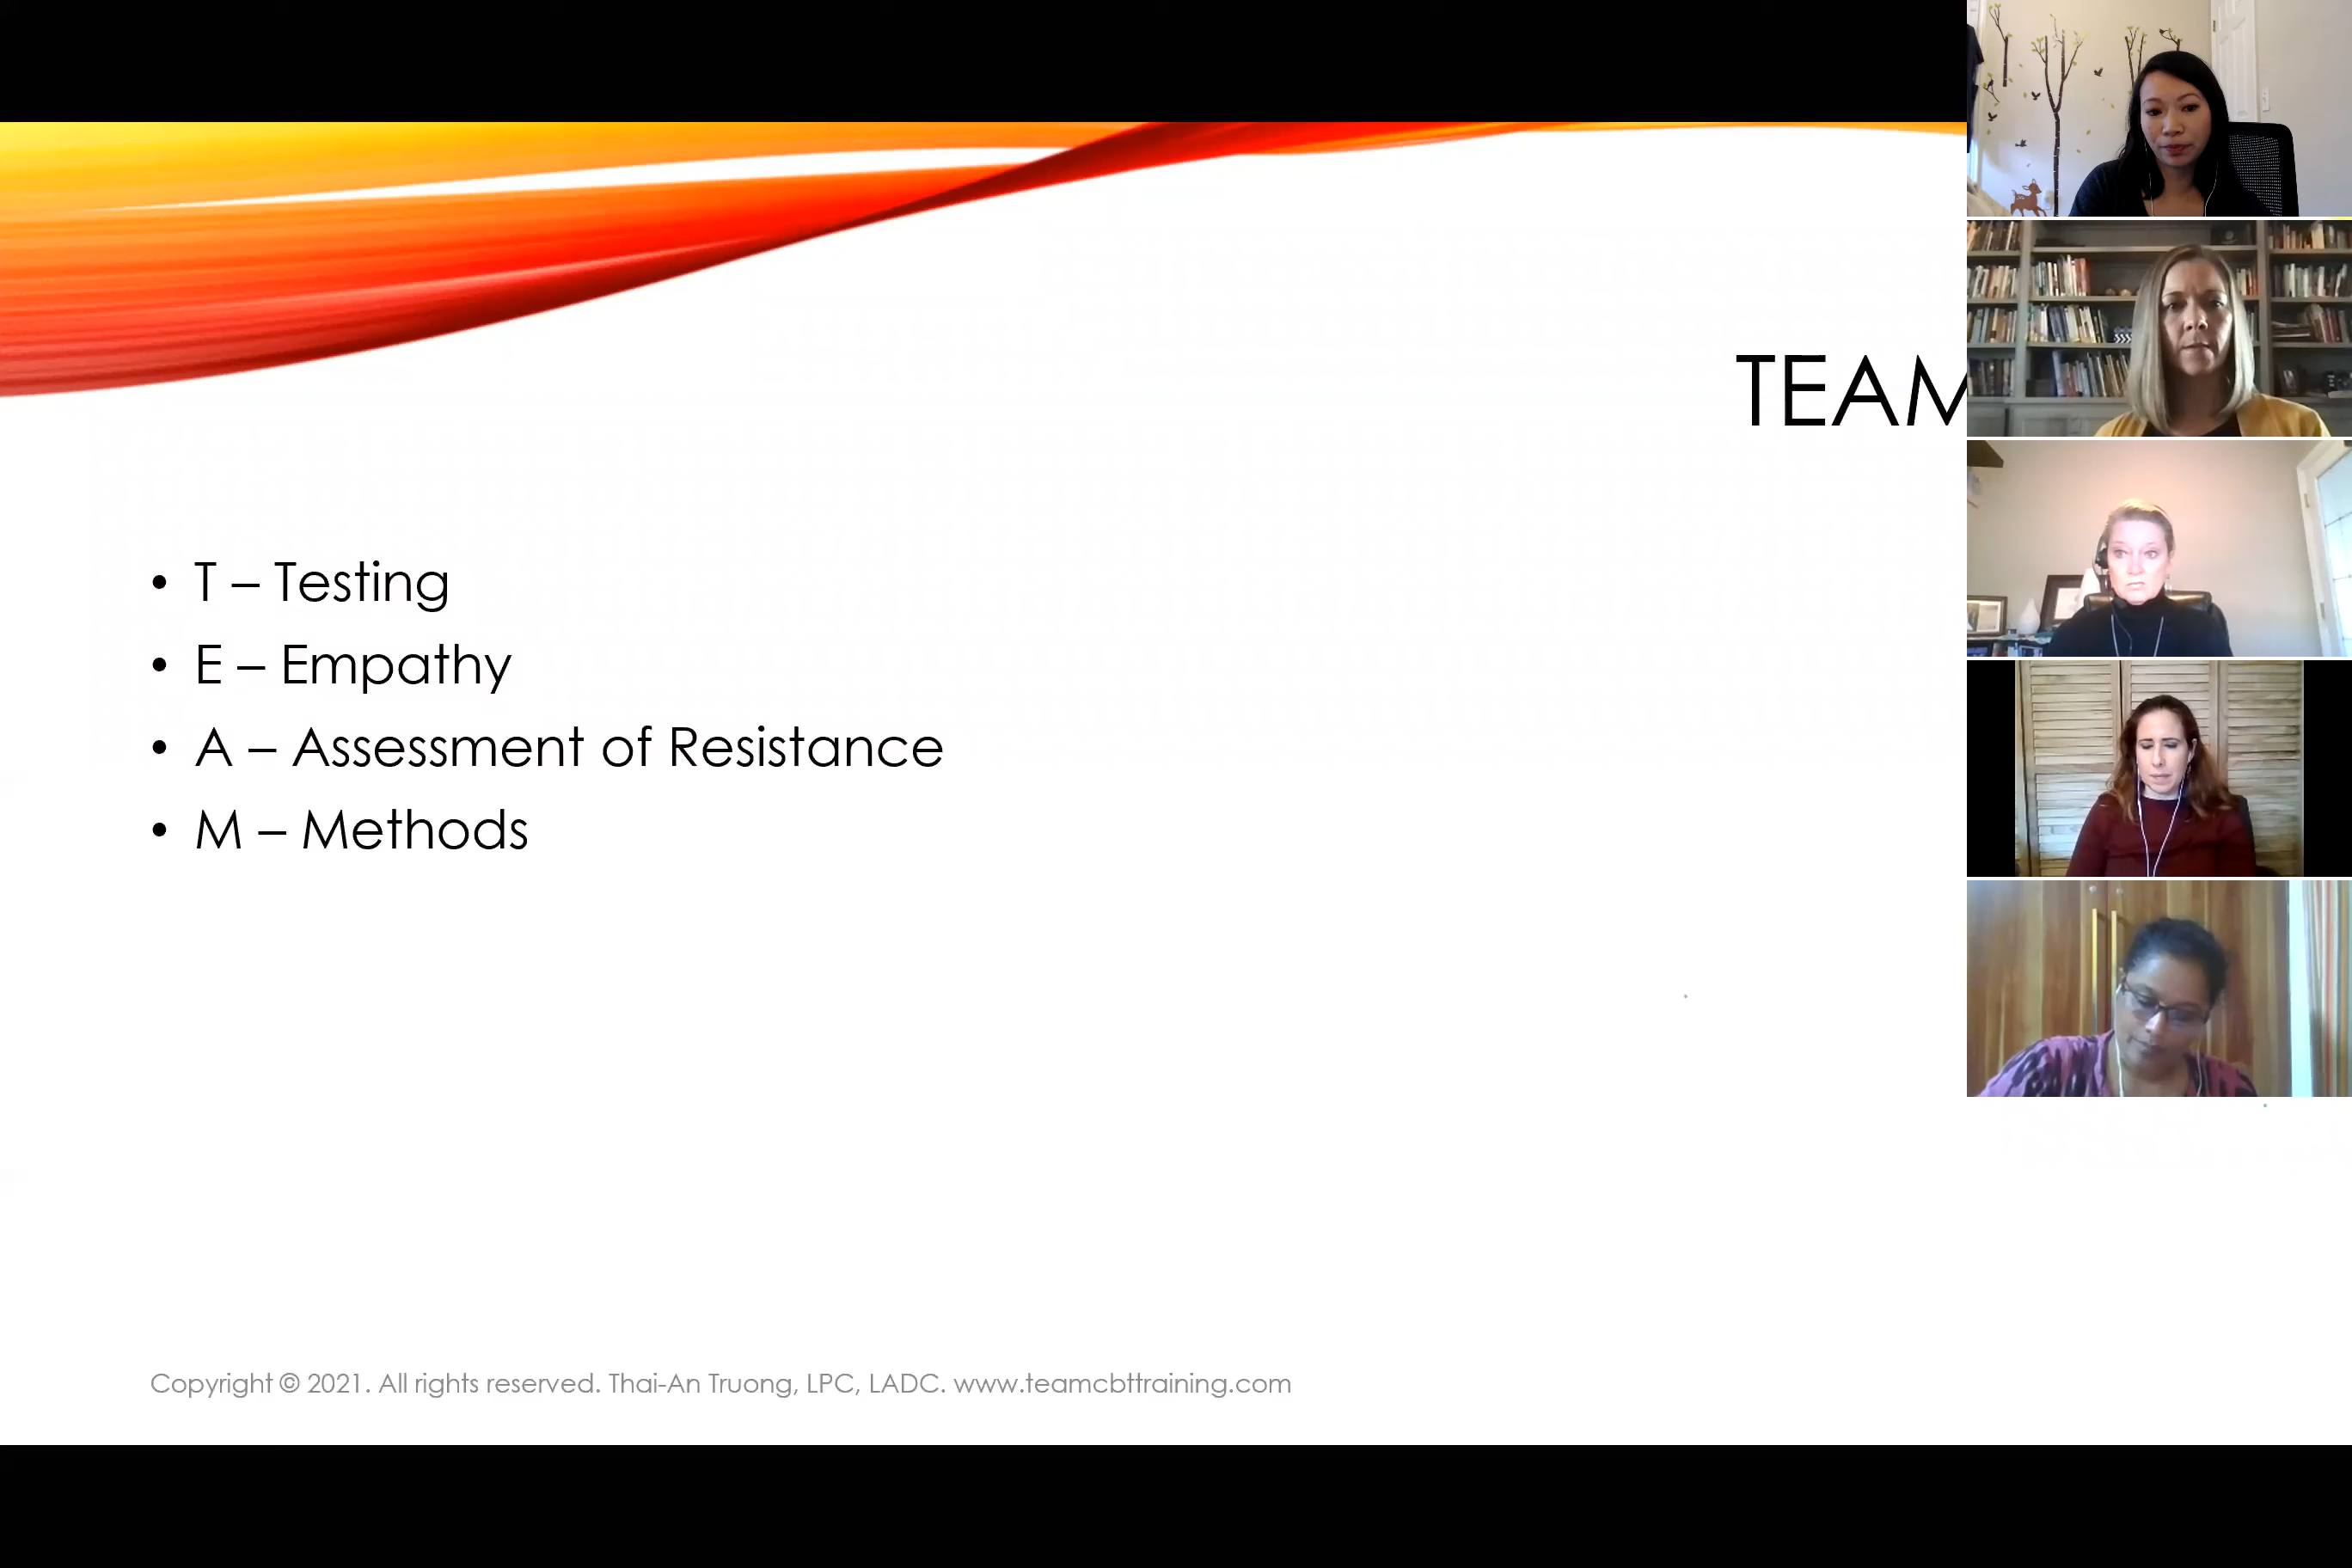 TEAM
• T – Testing
• E – Empathy
• A – Assessment of Resistance
• M – Methods
Copyright © 2021. All rights reserved. Thai-An Truong, LPC, LADC. www.teamcbttraining.com